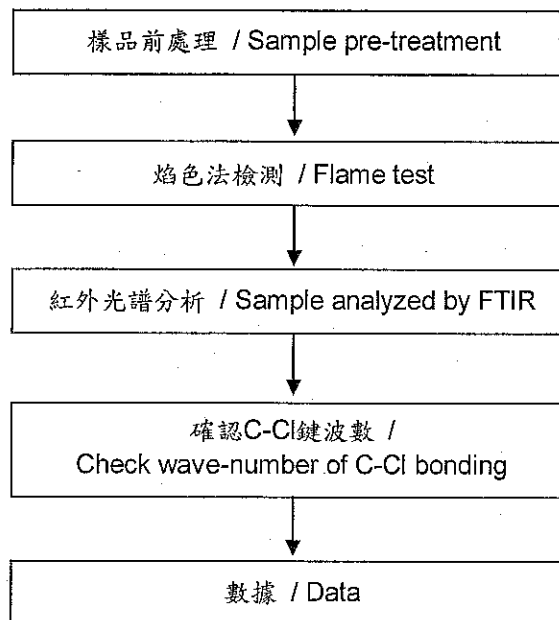 樣品前處理 / Sample pre-treatment
焰色法檢測 / Flame test
紅外光譜分析 / Sample analyzed by FTIR
確認C-Cl鍵波數 /
Check wave-number of C-Cl bonding
數據 / Data